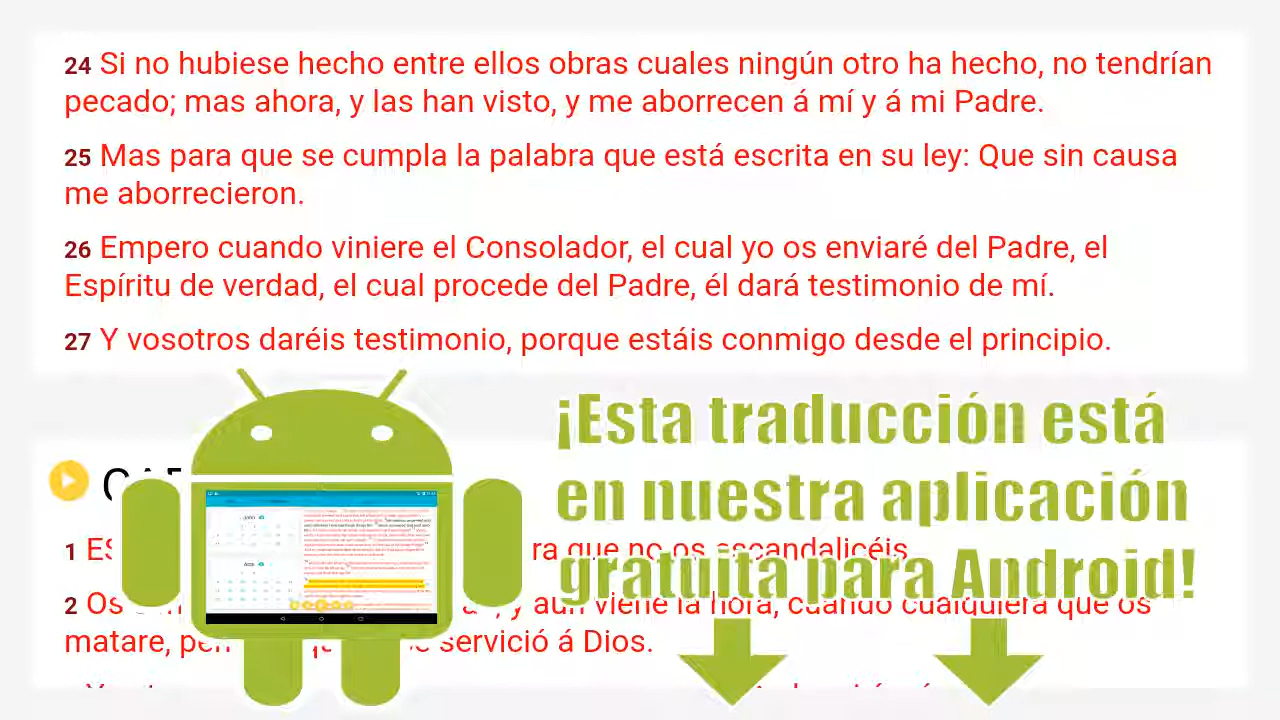 24 Si no hubiese hecho entre ellos obras cuales ningún otro ha hecho, no tendrían
pecado; mas ahora, y las han visto, y me aborrecen á mí y á mi Padre.
25 Mas para que se cumpla la palabra que está escrita en su ley: Que sin causa
me aborrecieron.
26 Empero cuando viniere el Consolador, el cual yo os enviaré del Padre, el
Espíritu de verdad, el cual procede del Padre, él dará testimonio de mí.
27 Y vosotros daréis testimonio, porque estáis conmigo desde el principio.
¡Esta traducción está
en nuestra aplicación
gratuita para Android!
1 que no os escandalicéis.
2 Os aun viene la hora, cuando cualquiera que os
matare, servició á Dios.